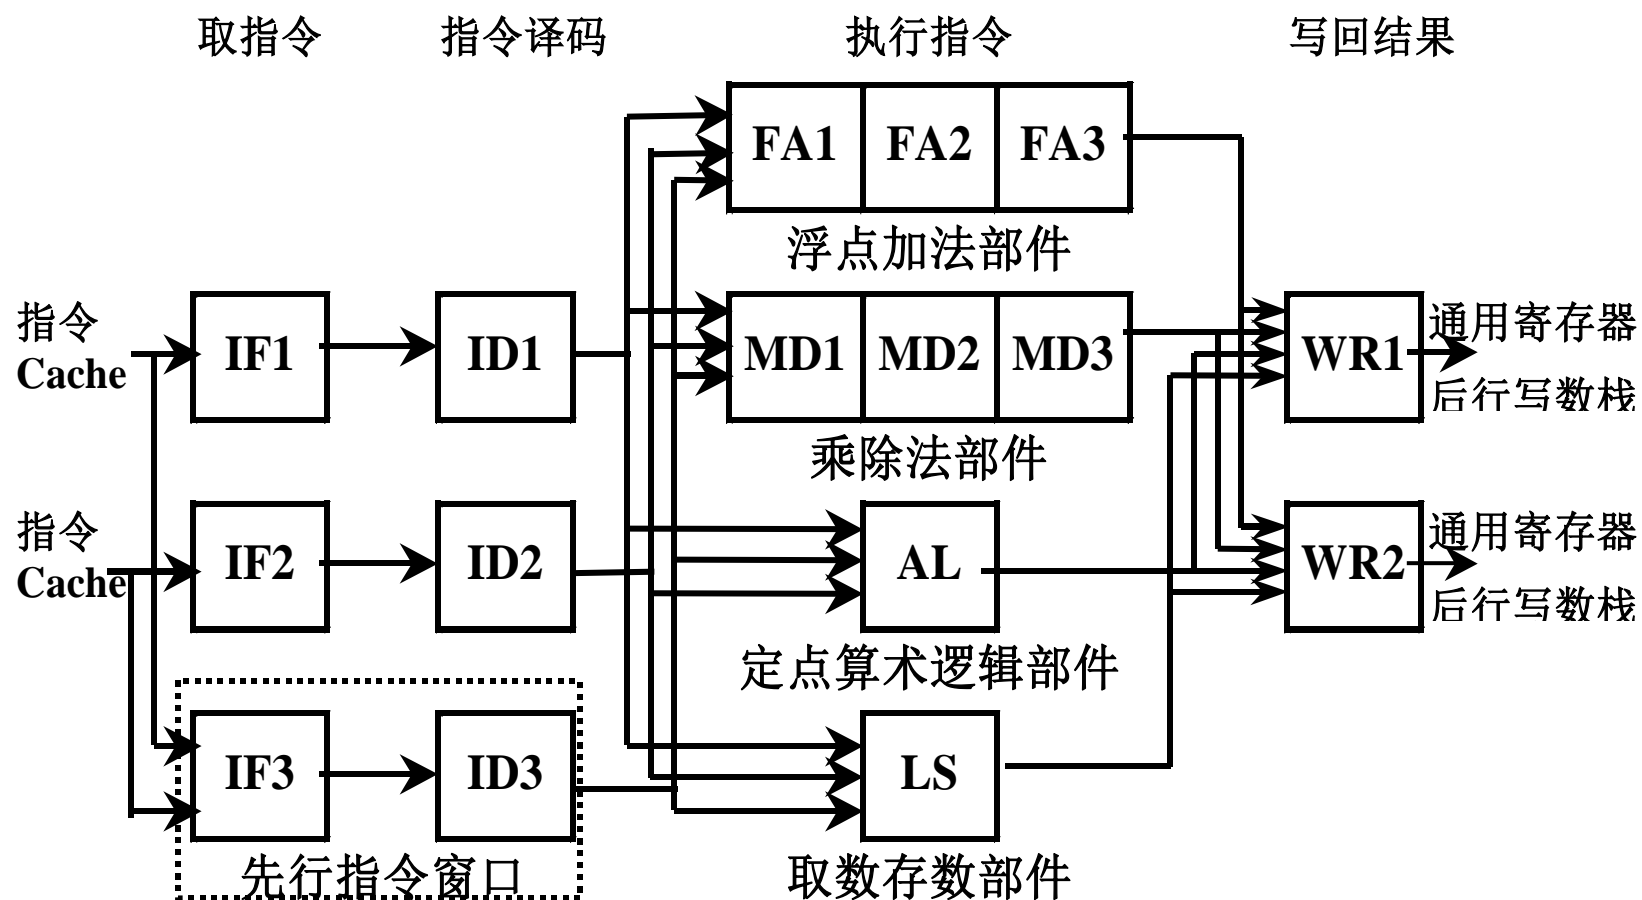 取指令 指令译码 执行指令 写回结果
FA1 FA2 FA3
浮点加法部件
指令
Cache
IF1 ID1 MD1 MD2 MD3 WR1
通用寄存器
后行写数栈
乘除法部件
指令
Cache
IF2 ID2 AL WR2
通用寄存器
后行写数栈
定点算术逻辑部件
IF3 ID3 LS
先行指令窗口
取数存数部件